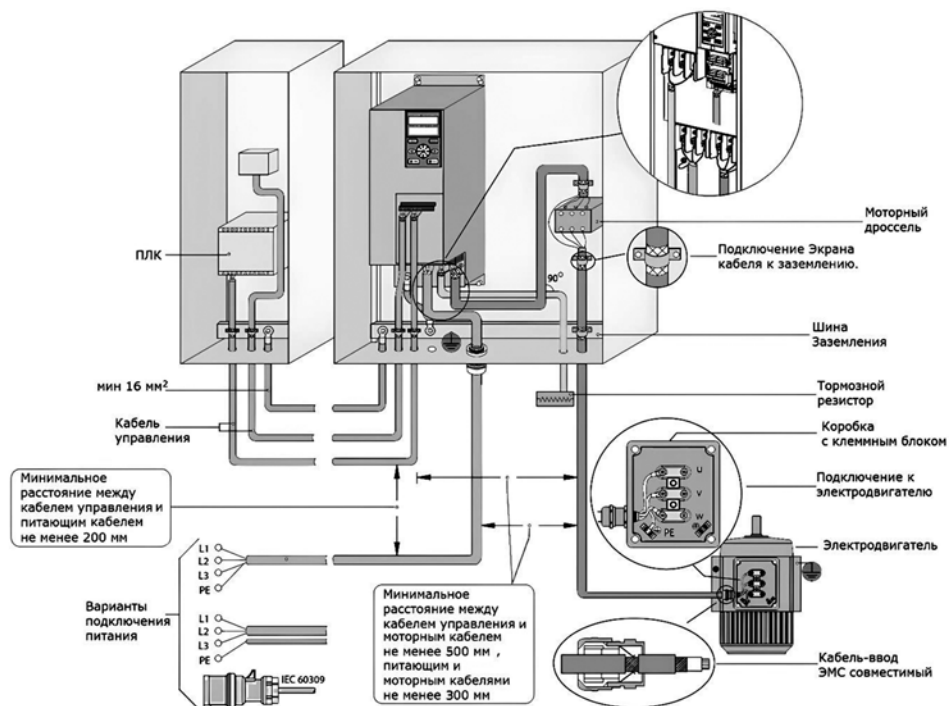 ПЛК
мин 16 мм²
Кабель
управления
Минимальное
расстояние между
кабелем управления и
питающим кабелем
не менее 200 мм
L1
L2
L3
PE
Варианты
подключения
питания
L1
L2
L3
PE
IEC 60309
Минимальное
расстояние между
кабелем управления и
моторным кабелем
не менее 500 мм ,
питающим и
моторным кабелями
не менее 300 мм
90°
Моторный
дроссель
Подключение Экрана
кабеля к заземлению.
Шина
Заземления
Тормозной
резистор
Коробка
с клеммным блоком
U
V
W
PE
Подключение к
электродвигателю
Электродвигатель
Кабель-ввод
ЭМС совместимый